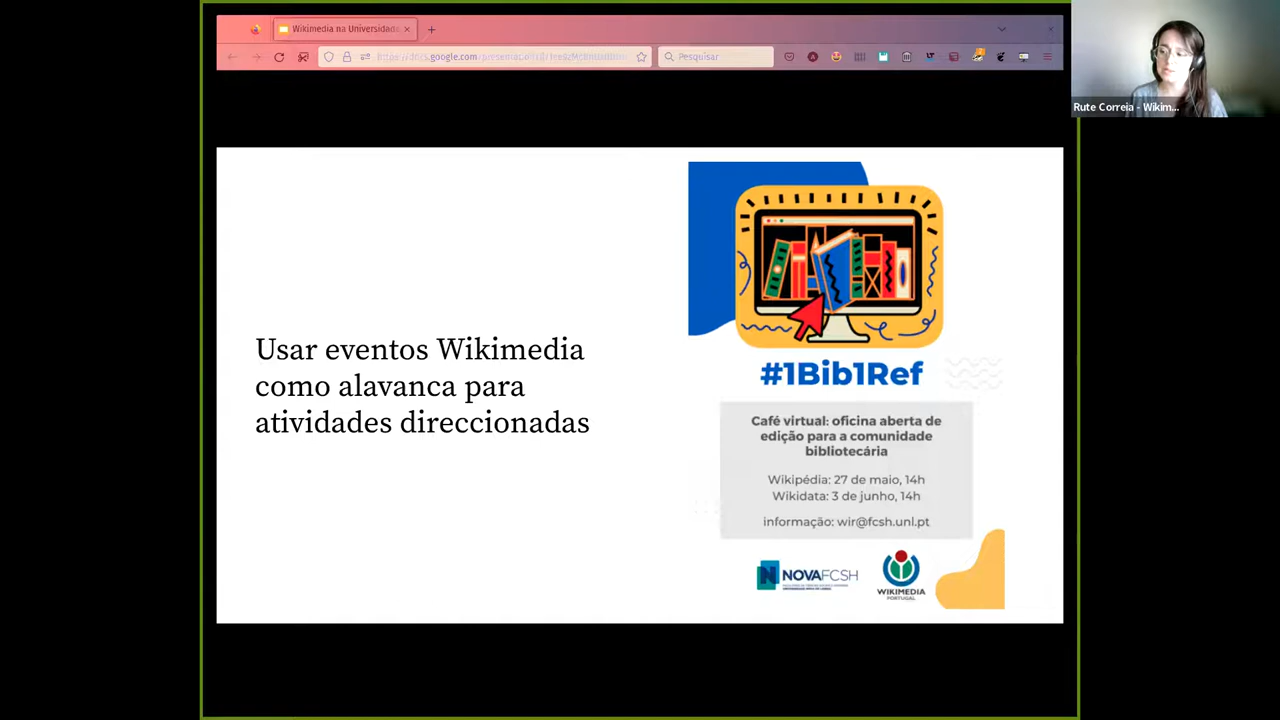 Wikimedia na Universidad
Pesquisar
Rute Correia - Wikim...
Usar eventos Wikimedia
como alavanca para
atividades direccionadas
#1Bib1Ref
Café virtual: oficina aberta de
edição para a comunidade
bibliotecária
Wikipédia: 27 de maio, 14h
Wikidata: 3 de junho, 14h
informação: wir@fcsh.unl.pt
NOVAFCSH
WIKIMEDIA
PORTUGAL